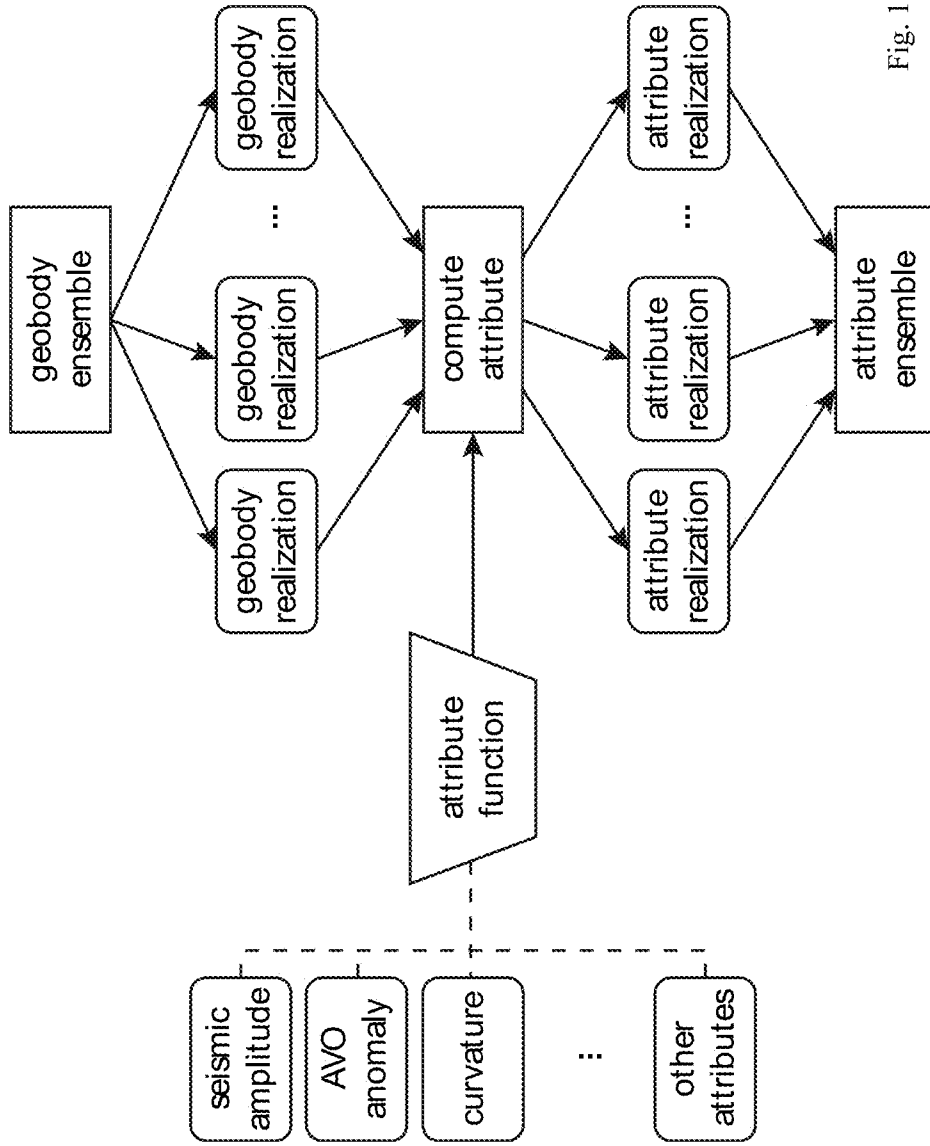 geobody
ensemble
geobody
realization
geobody
realization
...
geobody
realization
seismic
amplitude
AVO
anomaly
curvature
...
other
attributes
attribute
function
compute
attribute
attribute
realization
attribute
realization
...
attribute
realization
attribute
ensemble
Fig. 1